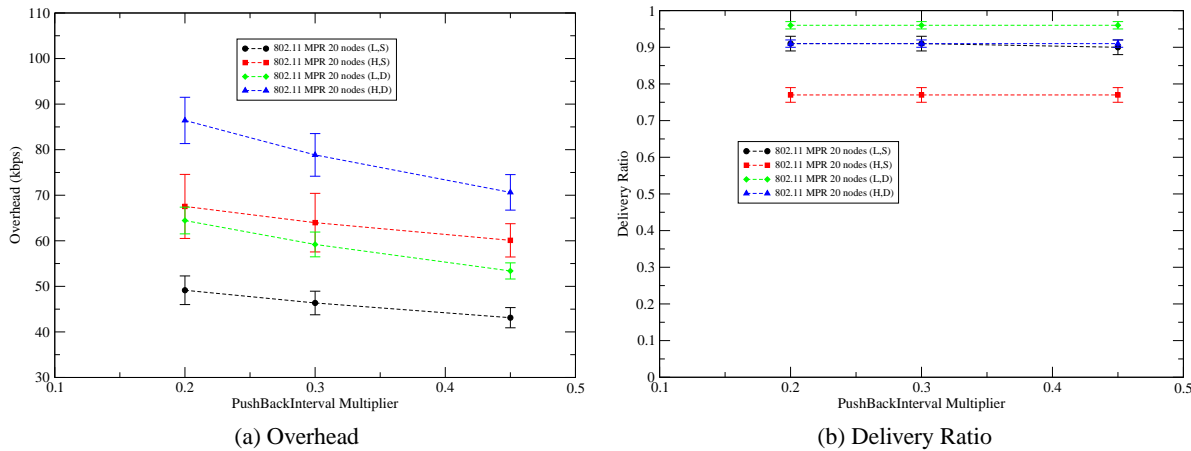 110
100
90
80
70
60
50
40
30
Overhead (kbps)
802.11 MPR 20 nodes (L,S)
802.11 MPR 20 nodes (H,S)
802.11 MPR 20 nodes (L,D)
802.11 MPR 20 nodes (H,D)
0.1 0.2 0.3 0.4 0.5
PushBackInterval Multiplier
(a) Overhead
1
0.9
0.8
0.7
0.6
0.5
0.4
0.3
0.2
0.1
0
Delivery Ratio
802.11 MPR 20 nodes (L,S)
802.11 MPR 20 nodes (H,S)
802.11 MPR 20 nodes (L,D)
802.11 MPR 20 nodes (H,D)
0.1 0.2 0.3 0.4 0.5
PushBackInterval Multiplier
(b) Delivery Ratio